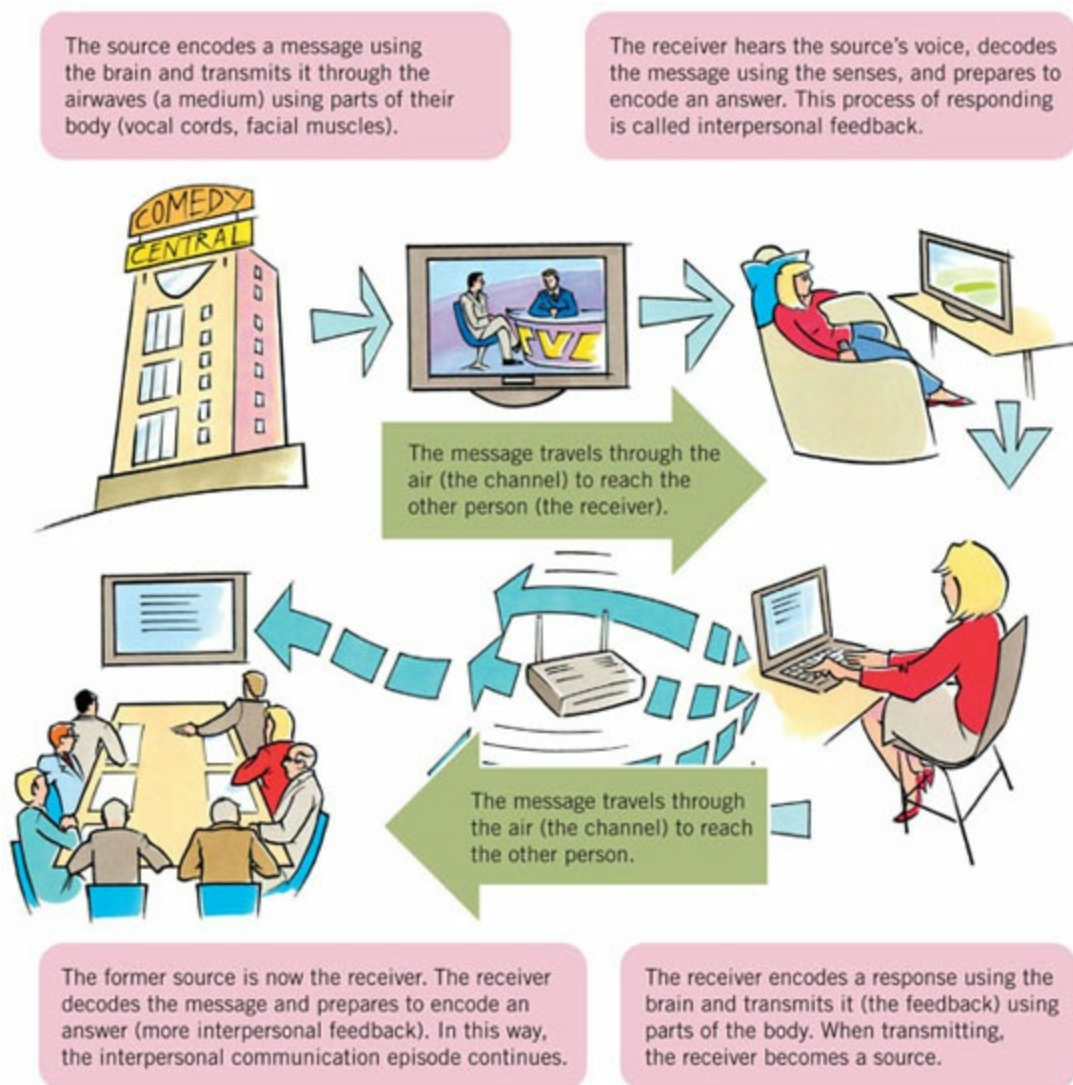 The source encodes a message using
the brain and transmits it through the
airwaves (a medium) using parts of their
body (vocal cords, facial muscles).
The receiver hears the source's voice, decodes
the message using the senses, and prepares to
encode an answer. This process of responding
is called interpersonal feedback.
COMEDY
CENTRAL
The message travels through the
air (the channel) to reach the
other person (the receiver).
The message travels through
the air (the channel) to reach
the other person.
The former source is now the receiver. The receiver
decodes the message and prepares to encode an
answer (more interpersonal feedback). In this way,
the interpersonal communication episode continues.
The receiver encodes a response using the
brain and transmits it (the feedback) using
parts of the body. When transmitting,
the receiver becomes a source.